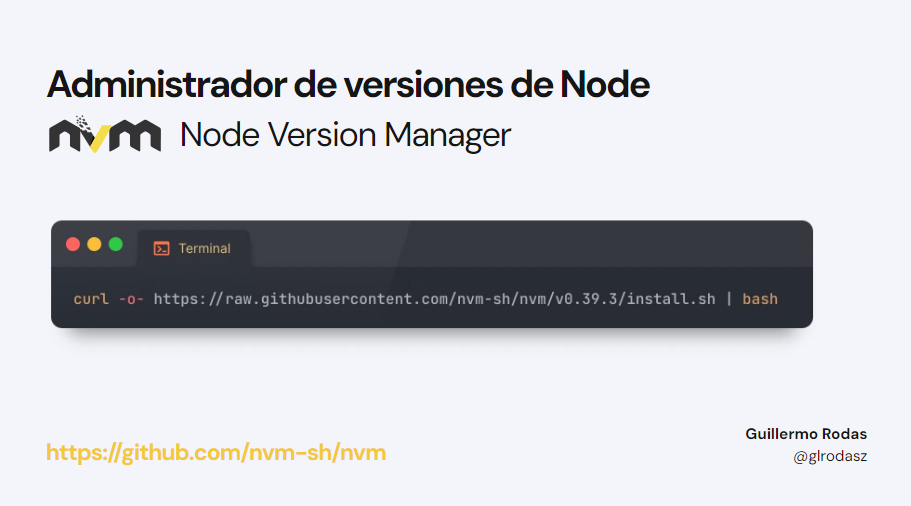 Administrador de versiones de Node
nvm Node Version Manager
Terminal
curl -o- https://raw.githubusercontent.com/nvm-sh/nvm/v0.39.3/install.sh | bash
https://github.com/nvm-sh/nvm
Guillermo Rodas
@glrodasz